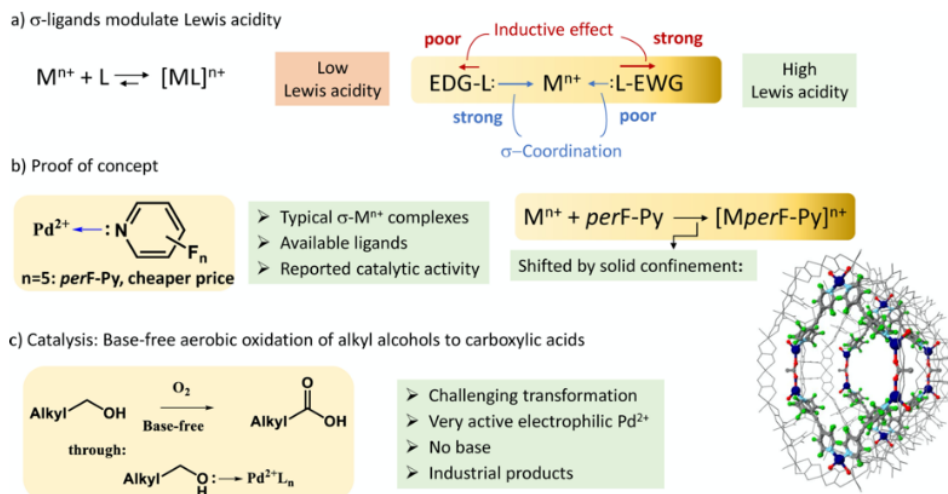 a) σ-ligands modulate Lewis acidity
Mⁿ⁺ + L ⇌ [ML]ⁿ⁺
Low
Lewis acidity
poor
Inductive effect
strong
EDG-L: → Mⁿ⁺ ← :L-EWG
strong
poor
σ–Coordination
High
Lewis acidity
b) Proof of concept
Pd²⁺ ← :N
Fₙ
n=5: perF-Py, cheaper price
➢ Typical σ-Mⁿ⁺ complexes
➢ Available ligands
➢ Reported catalytic activity
Mⁿ⁺ + perF-Py → [MperF-Py]ⁿ⁺
Shifted by solid confinement:
c) Catalysis: Base-free aerobic oxidation of alkyl alcohols to carboxylic acids
Alkyl OH
O₂
Base-free
Alkyl O OH
through:
Alkyl O: → Pd²⁺Lₙ
H
➢ Challenging transformation
➢ Very active electrophilic Pd²⁺
➢ No base
➢ Industrial products